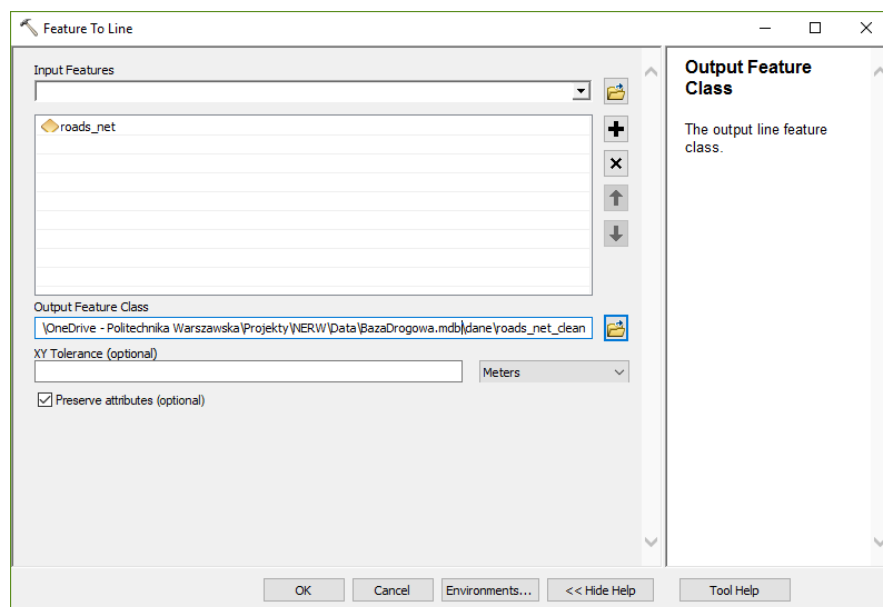 Feature To Line
Input Features
roads_net
Output Feature Class
\OneDrive - Politechnika Warszawska\Projekty\NERW\Data\BazaDrogowa.mdb\dane\roads_net_clean
XY Tolerance (optional)
Meters
Preserve attributes (optional)
Output Feature
Class
The output line feature
class.
OK
Cancel
Environments...
<< Hide Help
Tool Help